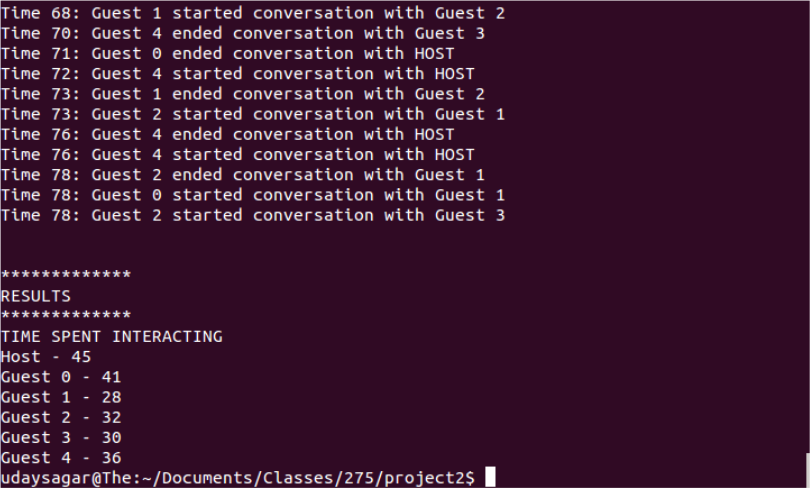 Time 68: Guest 1 started conversation with Guest 2
Time 70: Guest 4 ended conversation with Guest 3
Time 71: Guest 0 ended conversation with HOST
Time 72: Guest 4 started conversation with HOST
Time 73: Guest 1 ended conversation with Guest 2
Time 73: Guest 2 started conversation with Guest 1
Time 76: Guest 4 ended conversation with HOST
Time 76: Guest 4 started conversation with HOST
Time 78: Guest 2 ended conversation with Guest 1
Time 78: Guest 0 started conversation with Guest 1
Time 78: Guest 2 started conversation with Guest 3
*************
RESULTS
*************
TIME SPENT INTERACTING
Host - 45
Guest 0 - 41
Guest 1 - 28
Guest 2 - 32
Guest 3 - 30
Guest 4 - 36
udaysagar@The:~/Documents/Classes/275/project2$